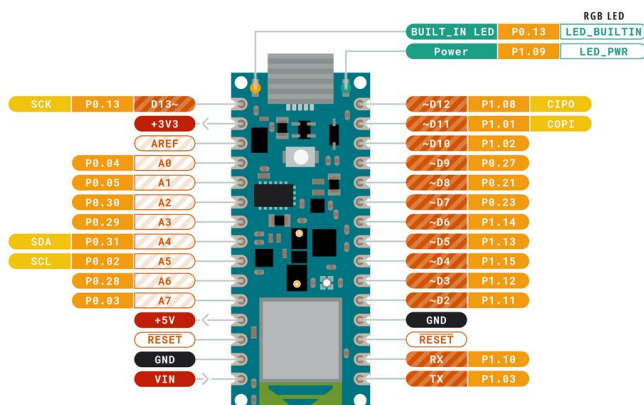 RGB LED
BUILT_IN LED P0.13 LED_BUILTIN
Power P1.09 LED_PWR
SCK P0.13 D13~
~D12 P1.08 CIPO
+3V3
~D11 P1.01 COPI
AREF
~D10 P1.02
P0.04 A0
~D9 P0.27
P0.05 A1
~D8 P0.21
P0.30 A2
~D7 P0.23
P0.29 A3
~D6 P1.14
SDA P0.31 A4
~D5 P1.13
SCL P0.02 A5
~D4 P1.15
P0.28 A6
~D3 P1.12
P0.03 A7
~D2 P1.11
+5V
GND
RESET
RESET
GND
RX P1.10
VIN
TX P1.03